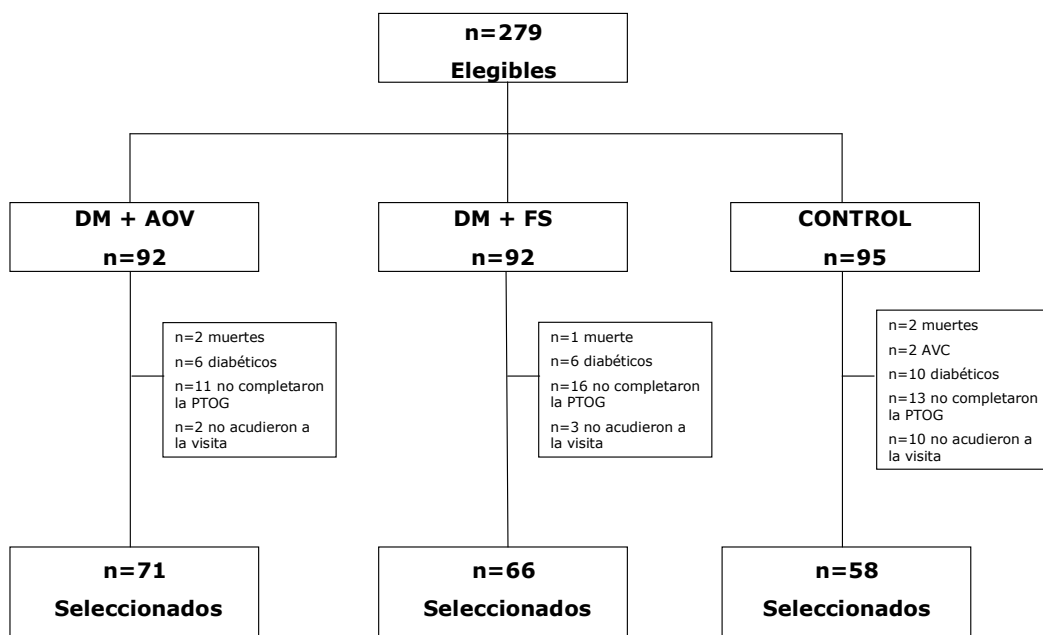 n=279
Elegibles
DM + AOV
n=92
DM + FS
n=92
CONTROL
n=95
n=2 muertes
n=6 diabéticos
n=11 no completaron
la PTOG
n=2 no acudieron a
la visita
n=1 muerte
n=6 diabéticos
n=16 no completaron
la PTOG
n=3 no acudieron a
la visita
n=2 muertes
n=2 AVC
n=10 diabéticos
n=13 no completaron
la PTOG
n=10 no acudieron a
la visita
n=71
Seleccionados
n=66
Seleccionados
n=58
Seleccionados